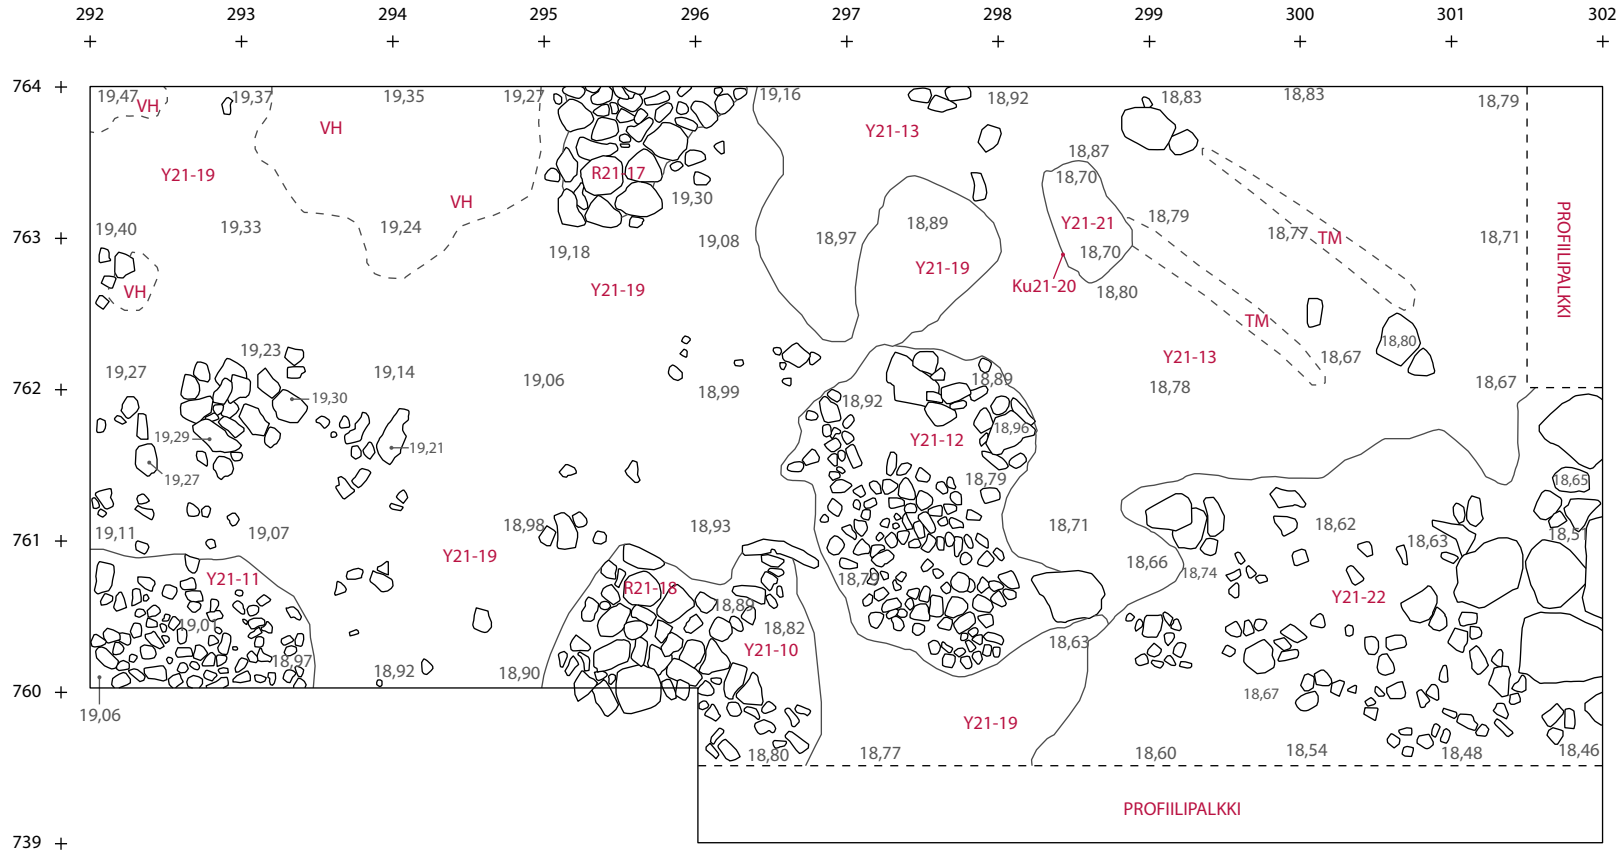 292 293 294 295 296 297 298 299 300 301 302
764
19,47 VH 19,37 19,35 19,27 19,16 18,92 18,83 18,83 18,79
VH Y21-13
18,87
Y21-19 R21-17 18,70
VH 19,30
19,40 19,33 19,24 18,89 Y21-21 18,79 18,77 TM PROFIILIPALKKI
763
19,18 19,08 18,97 18,70 18,71
VH Y21-19 Y21-19 Ku21-20 18,80
TM
19,23 Y21-13 18,67 18,80
19,27 19,14 19,06 18,99 18,89 18,78 18,67
762
19,30 18,92
19,29 19,21 Y21-12 18,96
19,27 18,79 18,65
19,11 19,07 18,98 18,93 18,71 18,62 18,63 18,51
761
Y21-19 18,66
Y21-11 R21-18 18,79 18,74
18,89 Y21-22
19,01 18,82
18,97 Y21-10 18,63
18,92 18,90 18,67
760
19,06 Y21-19
18,80 18,77 18,60 18,54 18,48 18,46
PROFIILIPALKKI
739